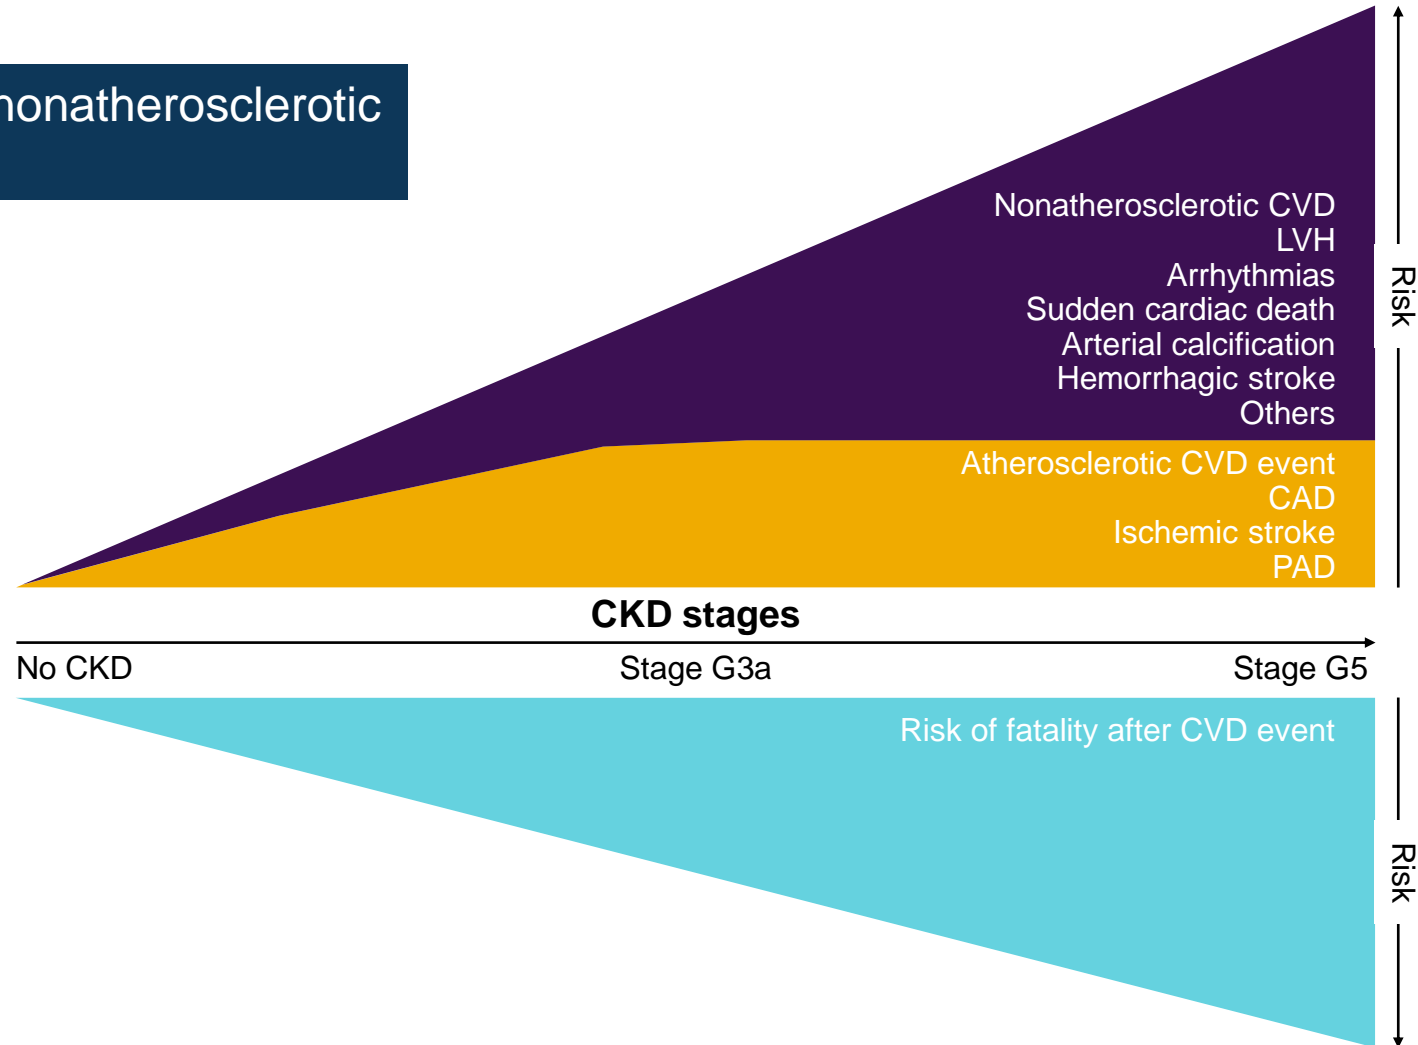 nonatherosclerotic
Nonatherosclerotic CVD
LVH
Arrhythmias
Sudden cardiac death
Arterial calcification
Hemorrhagic stroke
Others
Risk
Atherosclerotic CVD event
CAD
Ischemic stroke
PAD
CKD stages
No CKD
Stage G3a
Stage G5
Risk of fatality after CVD event
Risk